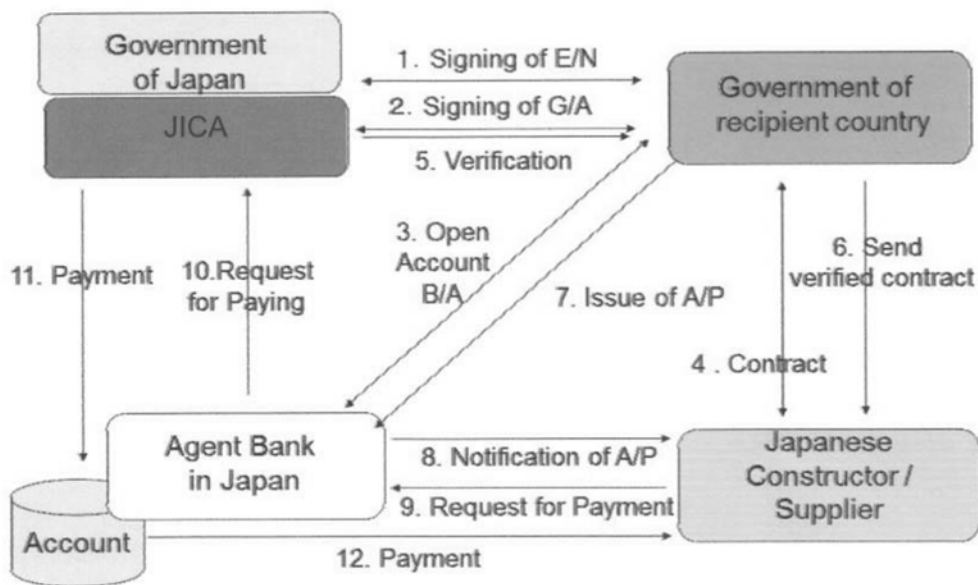 Government
of Japan
JICA
1. Signing of E/N
2. Signing of G/A
5. Verification
Government of
recipient country
11. Payment
10.Request
for Paying
3. Open
Account
B/A
7. Issue of A/P
6. Send
verified contract
4 . Contract
Agent Bank
in Japan
8. Notification of A/P
9. Request for Payment
Japanese
Constructor /
Supplier
Account
12. Payment